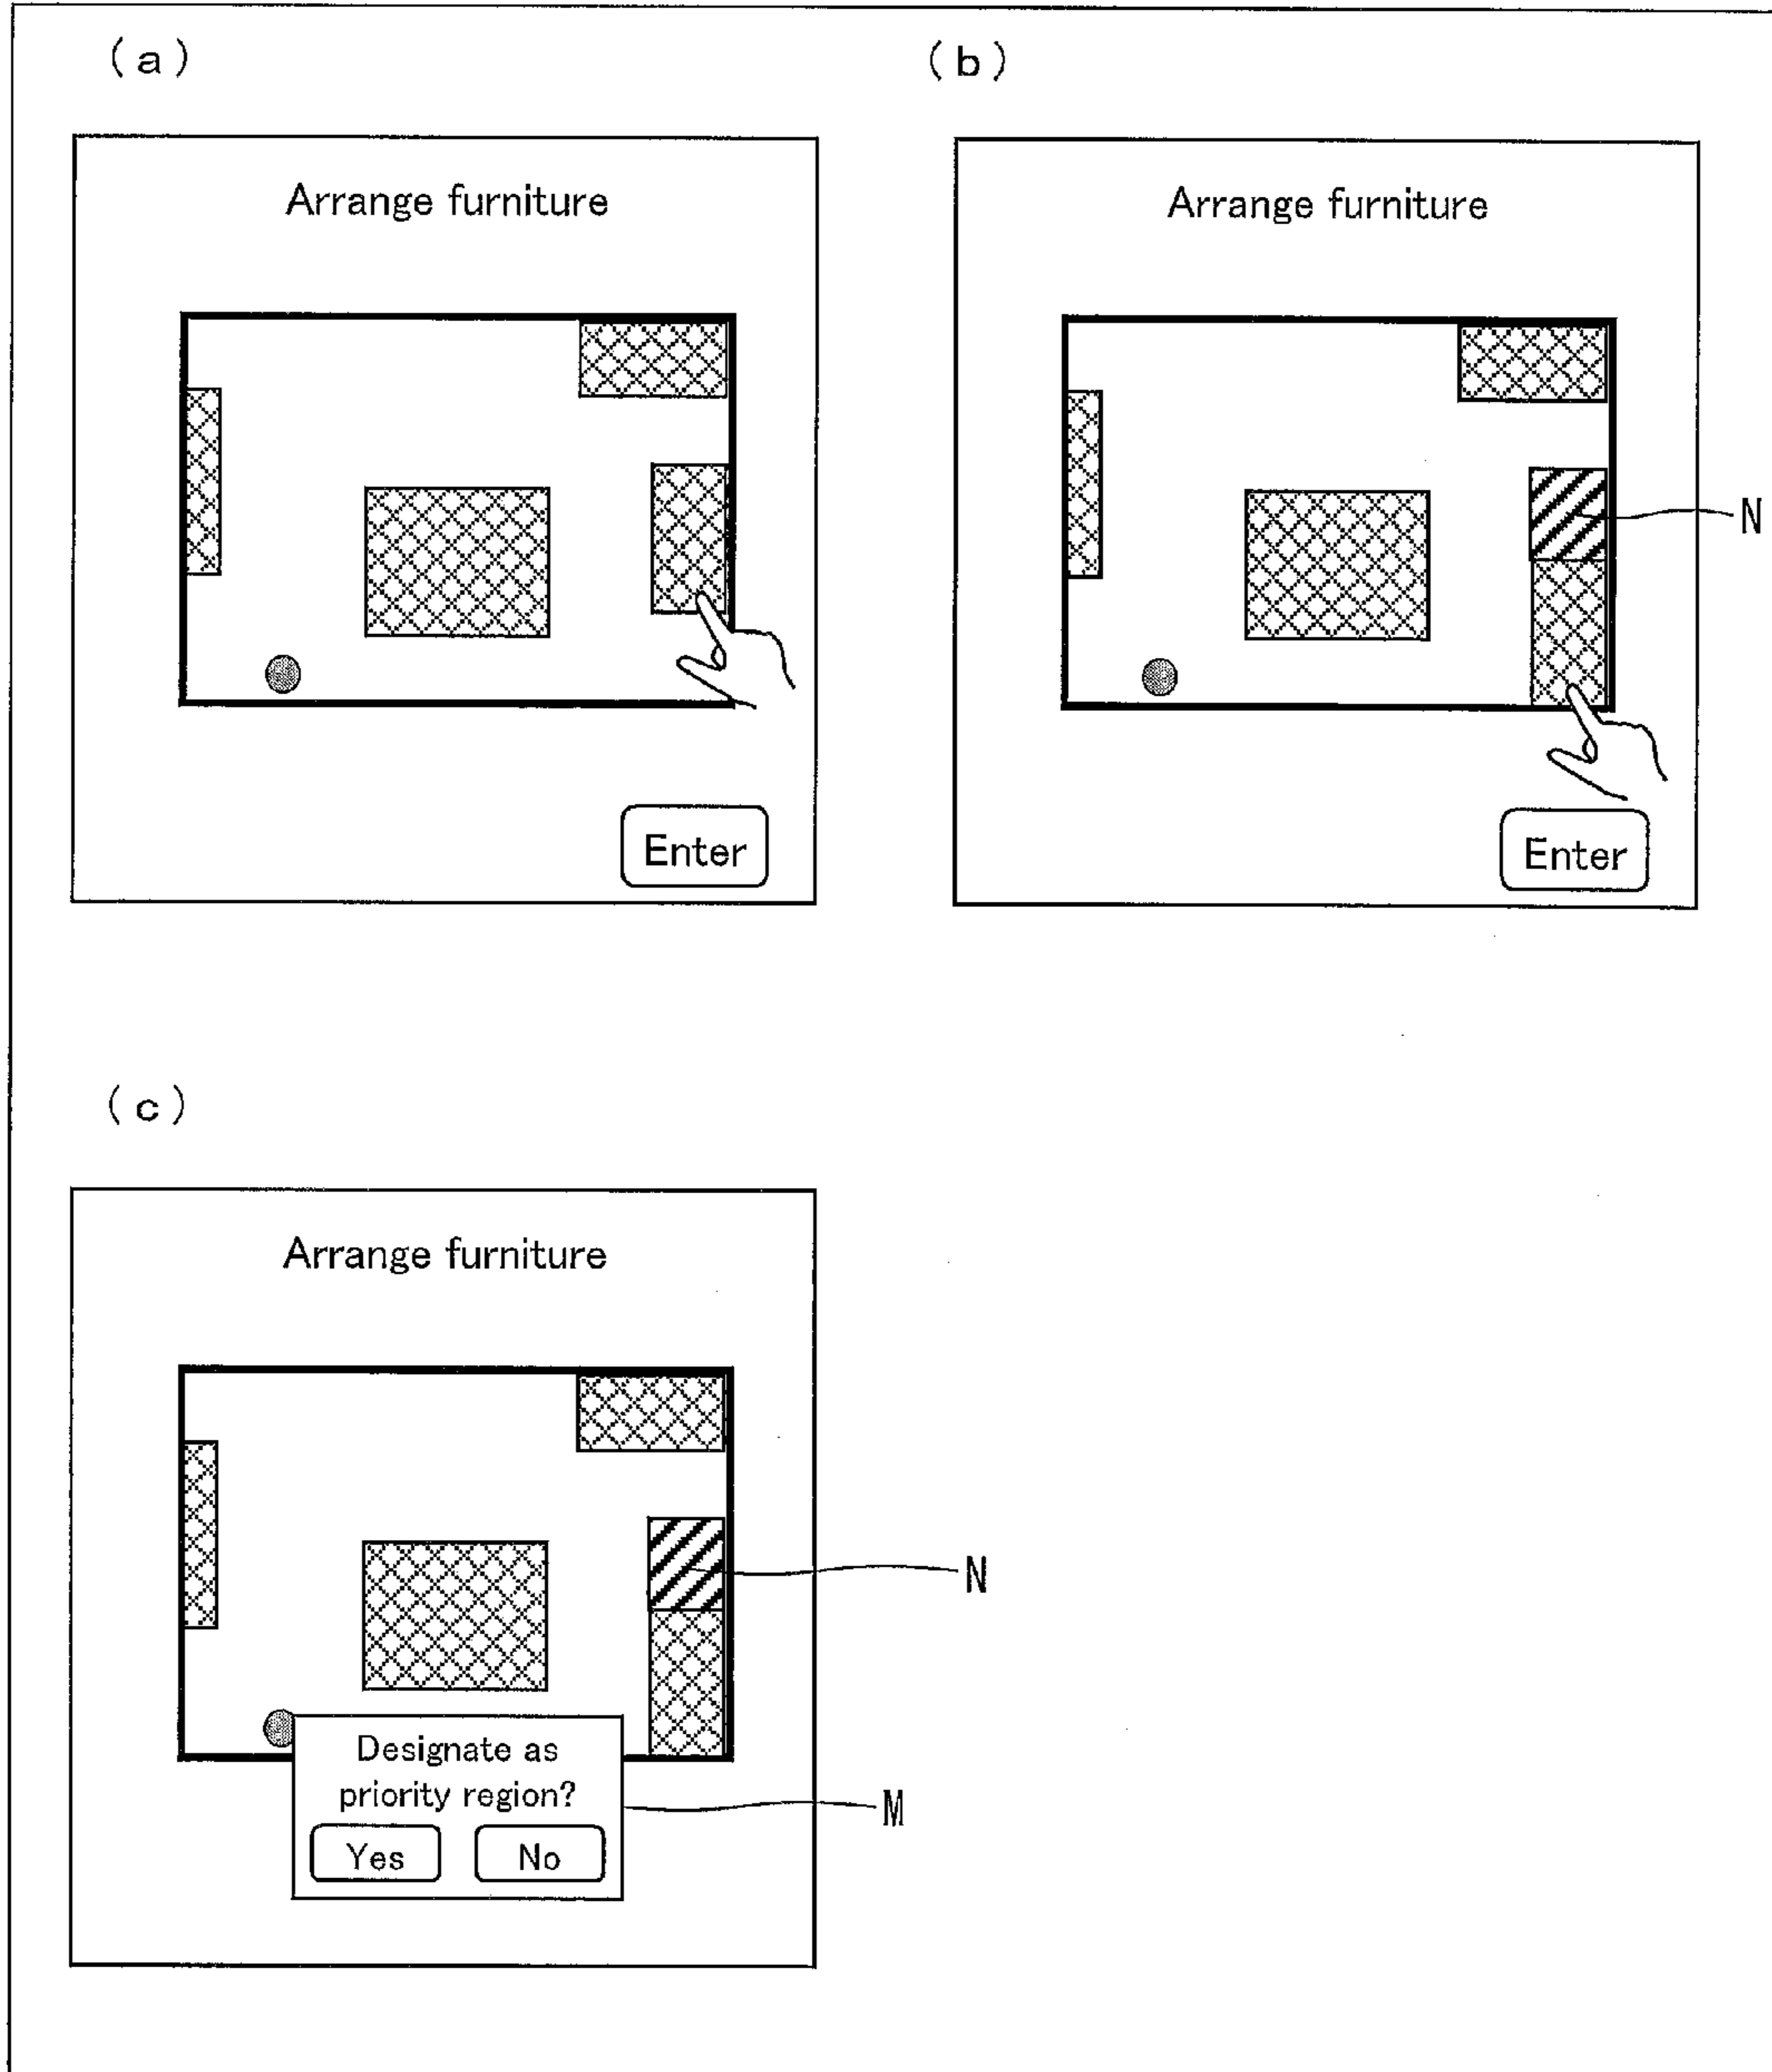 (a)
Arrange furniture
Enter
(b)
Arrange furniture
N
Enter
(c)
Arrange furniture
N
Designate as
priority region?
M
Yes No